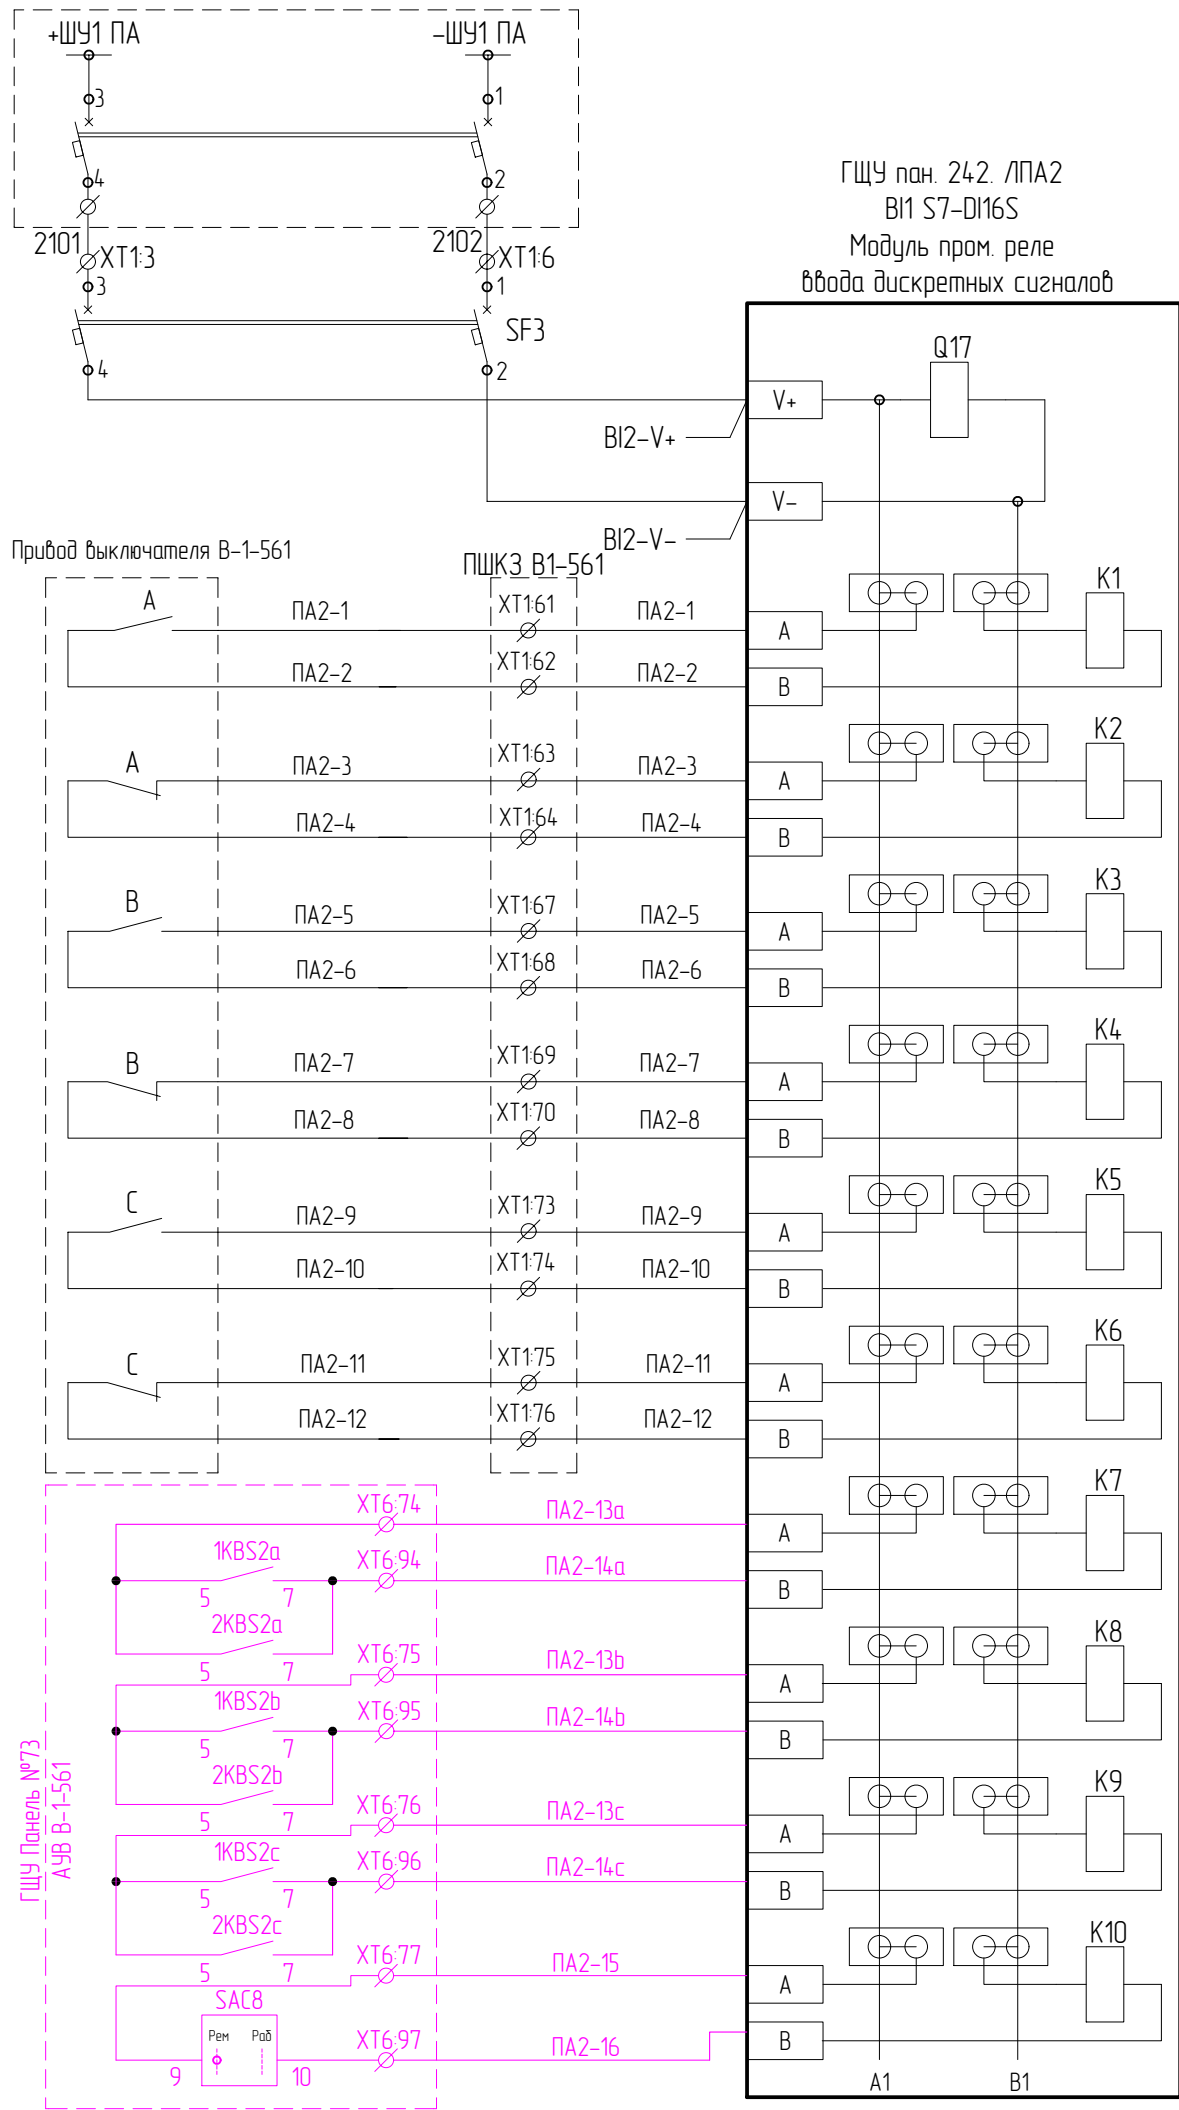 +ШУ1 ПА
-ШУ1 ПА
3
1
4
2
2101
2102
XT1:3
XT1:6
3
1
SF3
4
2
ГЩУ пан. 242. ЛПА2
BI1 S7-DI16S
Модуль пром. реле
ввода дискретных сигналов
Q17
V+
BI2-V+
V-
BI2-V-
Привод выключателя В-1-561
ПШК3 В1-561
A
ПА2-1
XT1:61
ПА2-1
A
K1
ПА2-2
XT1:62
ПА2-2
B
A
ПА2-3
XT1:63
ПА2-3
A
K2
ПА2-4
XT1:64
ПА2-4
B
B
ПА2-5
XT1:67
ПА2-5
A
K3
ПА2-6
XT1:68
ПА2-6
B
B
ПА2-7
XT1:69
ПА2-7
A
K4
ПА2-8
XT1:70
ПА2-8
B
C
ПА2-9
XT1:73
ПА2-9
A
K5
ПА2-10
XT1:74
ПА2-10
B
C
ПА2-11
XT1:75
ПА2-11
A
K6
ПА2-12
XT1:76
ПА2-12
B
XT6:74
ПА2-13a
A
K7
1KBS2a
5
7
XT6:94
ПА2-14a
B
2KBS2a
5
7
XT6:75
ПА2-13b
A
K8
1KBS2b
5
7
XT6:95
ПА2-14b
B
2KBS2b
5
7
XT6:76
ПА2-13c
A
K9
1KBS2c
5
7
XT6:96
ПА2-14c
B
2KBS2c
5
7
XT6:77
ПА2-15
A
K10
SAC8
Рем
Раб
9
10
XT6:97
ПА2-16
B
A1
B1
ГЩУ Панель №73
АУВ В-1-561